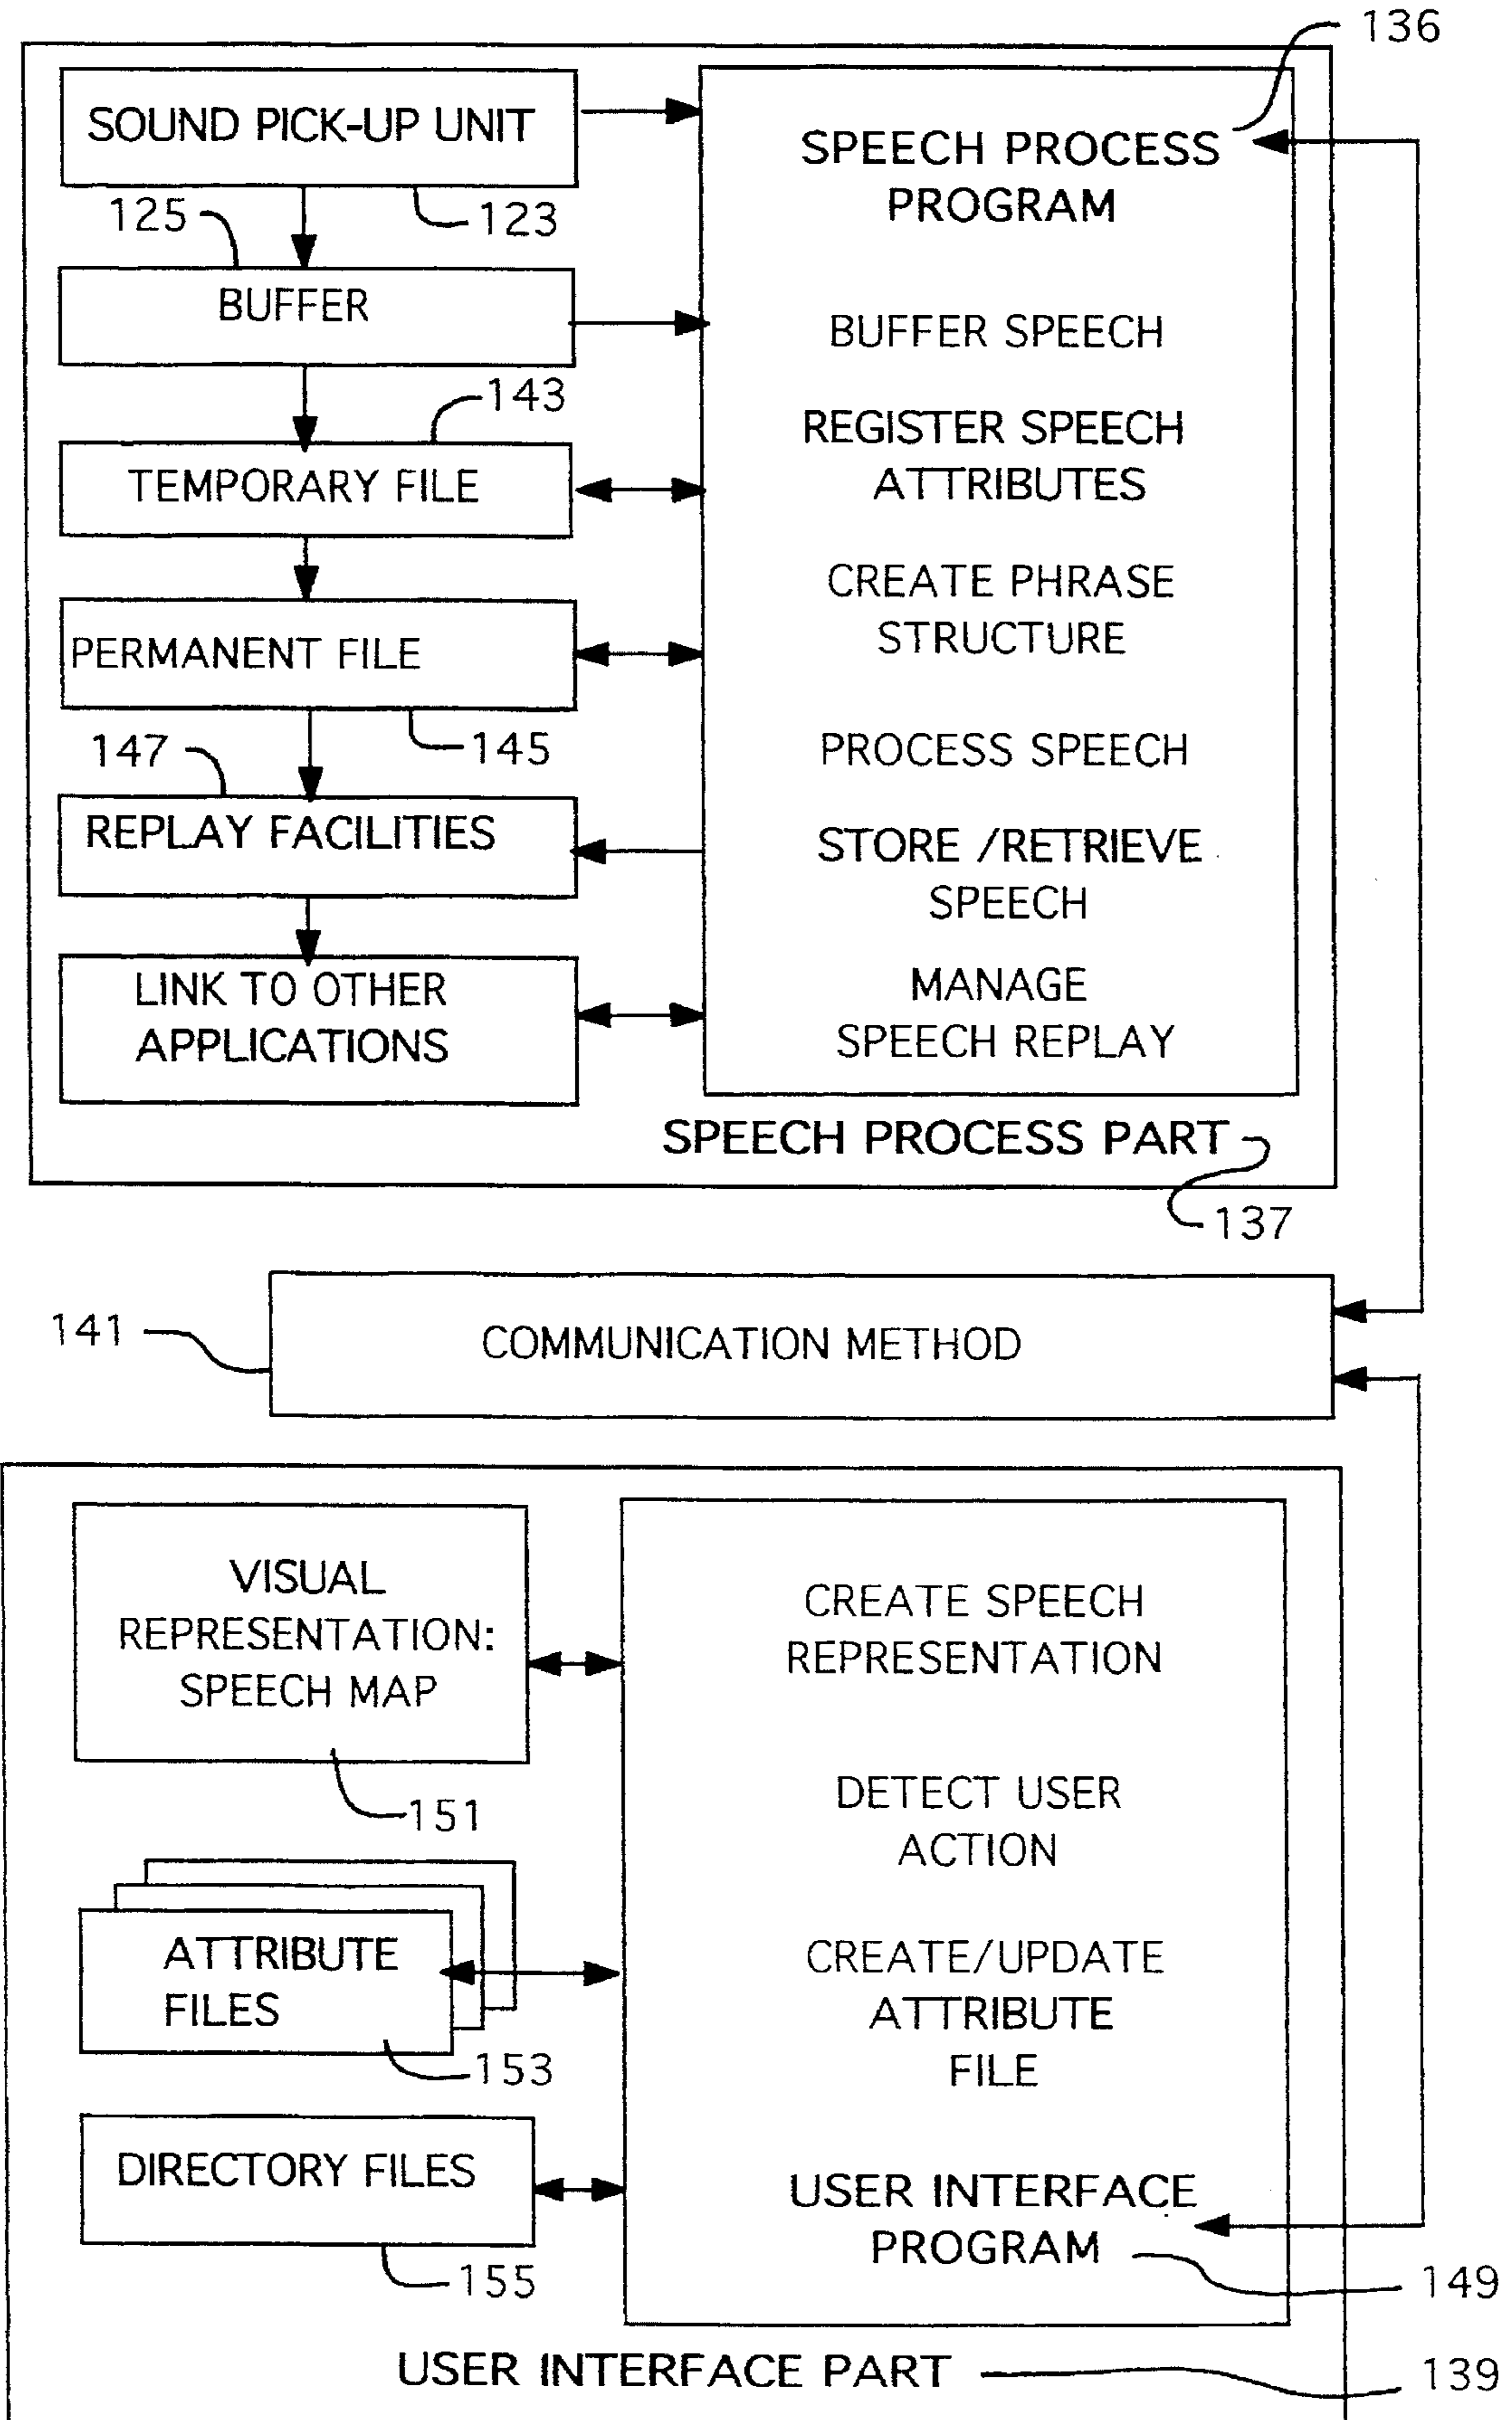 136
SOUND PICK-UP UNIT
123
125
BUFFER
143
TEMPORARY FILE
PERMANENT FILE
145
147
REPLAY FACILITIES
LINK TO OTHER
APPLICATIONS
SPEECH PROCESS
PROGRAM
BUFFER SPEECH
REGISTER SPEECH
ATTRIBUTES
CREATE PHRASE
STRUCTURE
PROCESS SPEECH
STORE /RETRIEVE
SPEECH
MANAGE
SPEECH REPLAY
SPEECH PROCESS PART
137
141
COMMUNICATION METHOD
VISUAL
REPRESENTATION:
SPEECH MAP
151
ATTRIBUTE
FILES
153
DIRECTORY FILES
155
CREATE SPEECH
REPRESENTATION
DETECT USER
ACTION
CREATE/UPDATE
ATTRIBUTE
FILE
USER INTERFACE
PROGRAM
149
USER INTERFACE PART
139